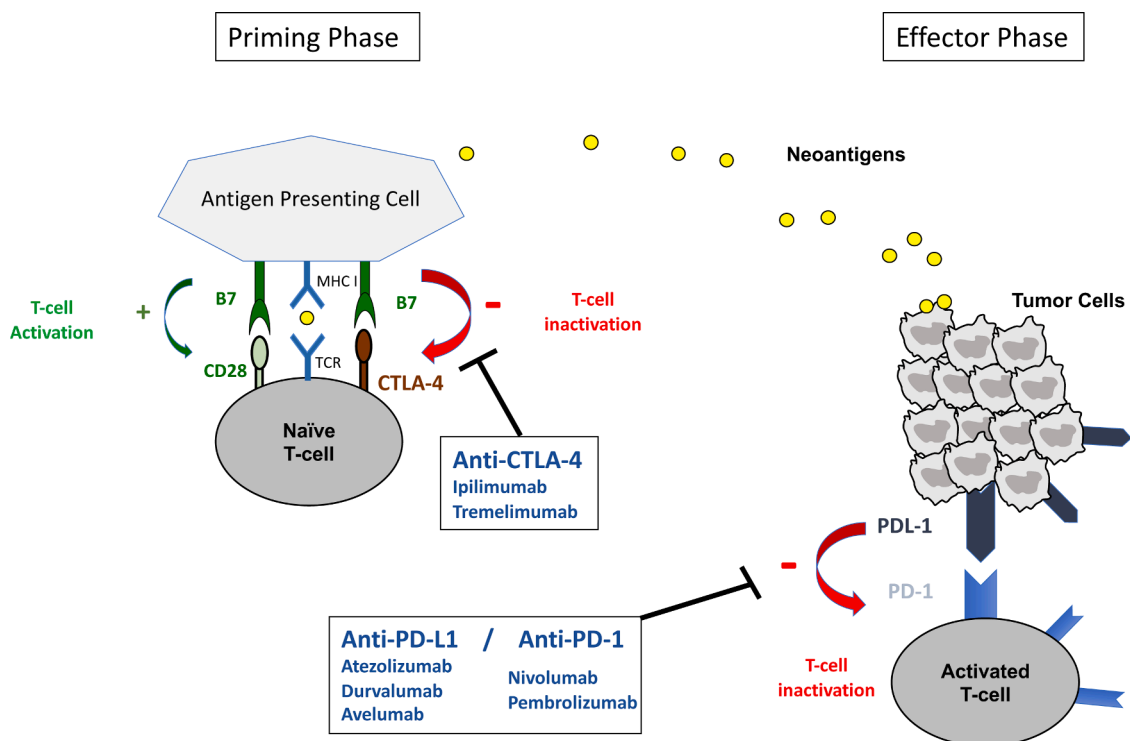 Priming Phase
Effector Phase
Neoantigens
Antigen Presenting Cell
Tumor Cells
MHC I
B7
B7
T-cell
Activation
+
-
T-cell
inactivation
CD28
TCR
CTLA-4
Naïve
T-cell
Anti-CTLA-4
Ipilimumab
Tremelimumab
PDL-1
-
PD-1
Anti-PD-L1 / Anti-PD-1
Atezolizumab
Durvalumab
Avelumab
Nivolumab
Pembrolizumab
T-cell
inactivation
Activated
T-cell